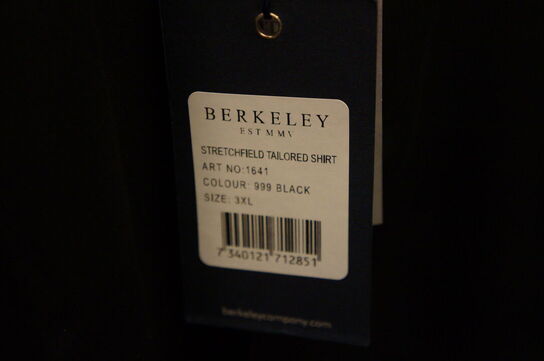 BERKELEY
EST MMV
STRETCHFIELD TAILORED SHIRT
ART NO:1641
COLOUR: 999 BLACK
SIZE: 3XL
7 340121 712851
berkeleycompany.com